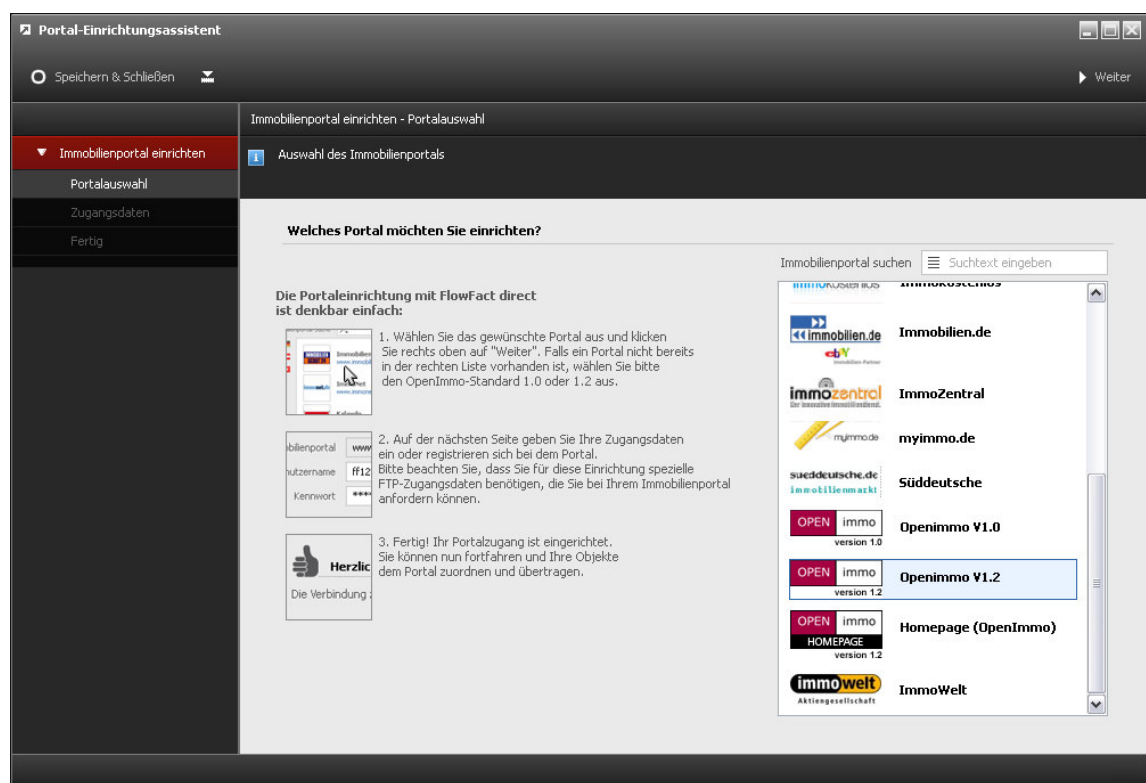 Portal-Einrichtungsassistent
Speichern & Schließen
Weiter
Immobilienportal einrichten - Portalauswahl
Immobilienportal einrichten
Auswahl des Immobilienportals
Portalauswahl
Zugangsdaten
Fertig
Welches Portal möchten Sie einrichten?
Immobilienportal suchen
Suchtext eingeben
Die Portaleinrichtung mit FlowFact direct
ist denkbar einfach:
1. Wählen Sie das gewünschte Portal aus und klicken
Sie rechts oben auf "Weiter". Falls ein Portal nicht bereits
in der rechten Liste vorhanden ist, wählen Sie bitte
den OpenImmo-Standard 1.0 oder 1.2 aus.
bilienportal www
nutzername ff12
Kennwort ****
2. Auf der nächsten Seite geben Sie Ihre Zugangsdaten
ein oder registrieren sich bei dem Portal.
Bitte beachten Sie, dass Sie für diese Einrichtung spezielle
FTP-Zugangsdaten benötigen, die Sie bei Ihrem Immobilienportal
anfordern können.
Herzlic
Die Verbindung
3. Fertig! Ihr Portalzugang ist eingerichtet.
Sie können nun fortfahren und Ihre Objekte
dem Portal zuordnen und übertragen.
immobilien.de
ebY
Immobilien.de
immozentral
ImmoZentral
myimmo.de
myimmo.de
sueddeutsche.de
immobilienmarkt
Süddeutsche
OPEN immo
version 1.0
Openimmo V1.0
OPEN immo
version 1.2
Openimmo V1.2
OPEN immo
HOMEPAGE
version 1.2
Homepage (OpenImmo)
immowelt
Aktiengesellschaft
ImmoWelt